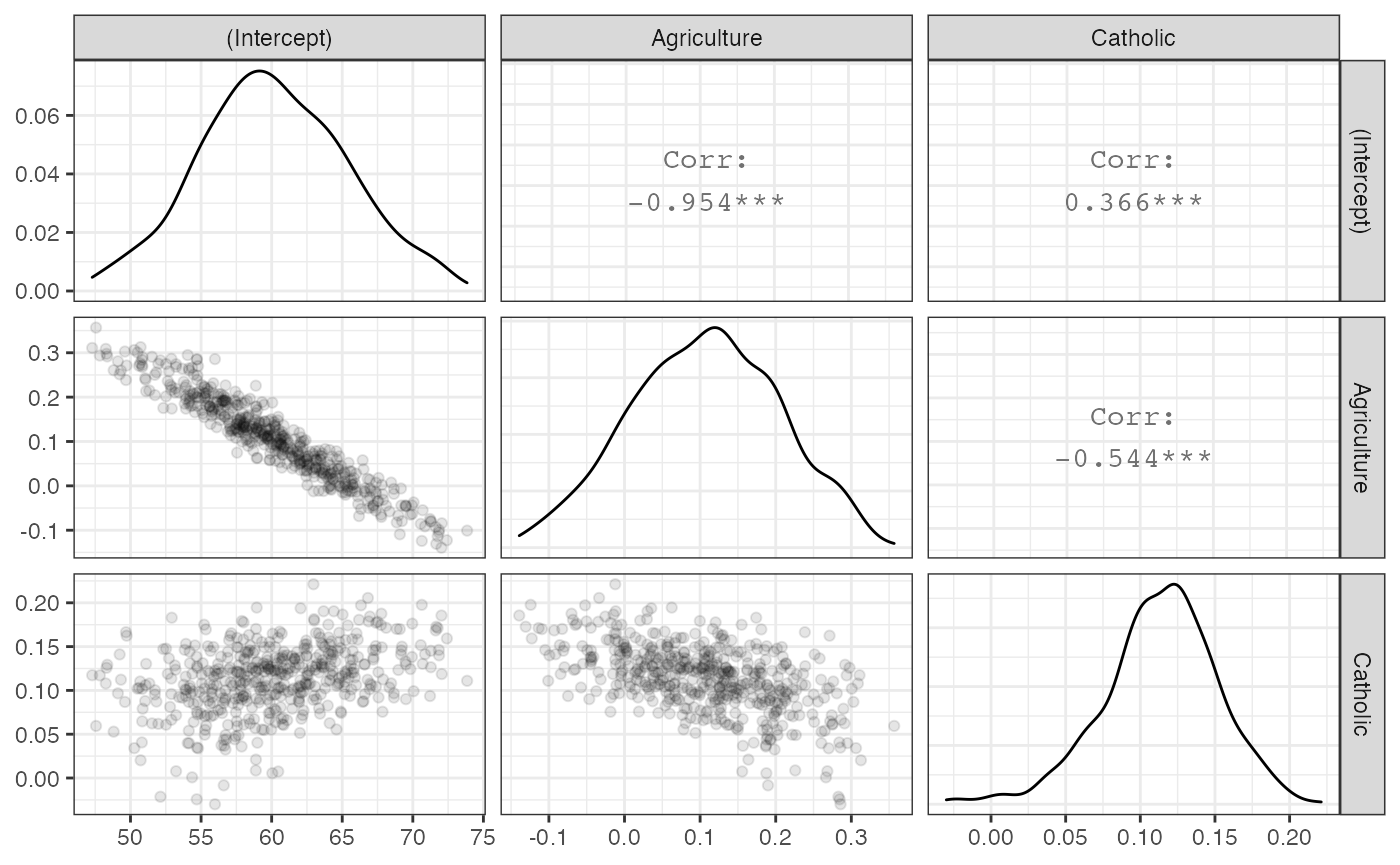 (Intercept)
Agriculture
Catholic
0.06
0.04
0.02
0.00
Corr:
−0.954***
Corr:
0.366***
(Intercept)
0.3
0.2
0.1
0.0
-0.1
Corr:
−0.544***
Agriculture
0.20
0.15
0.10
0.05
0.00
Catholic
50 55 60 65 70 75
-0.1 0.0 0.1 0.2 0.3
0.00 0.05 0.10 0.15 0.20